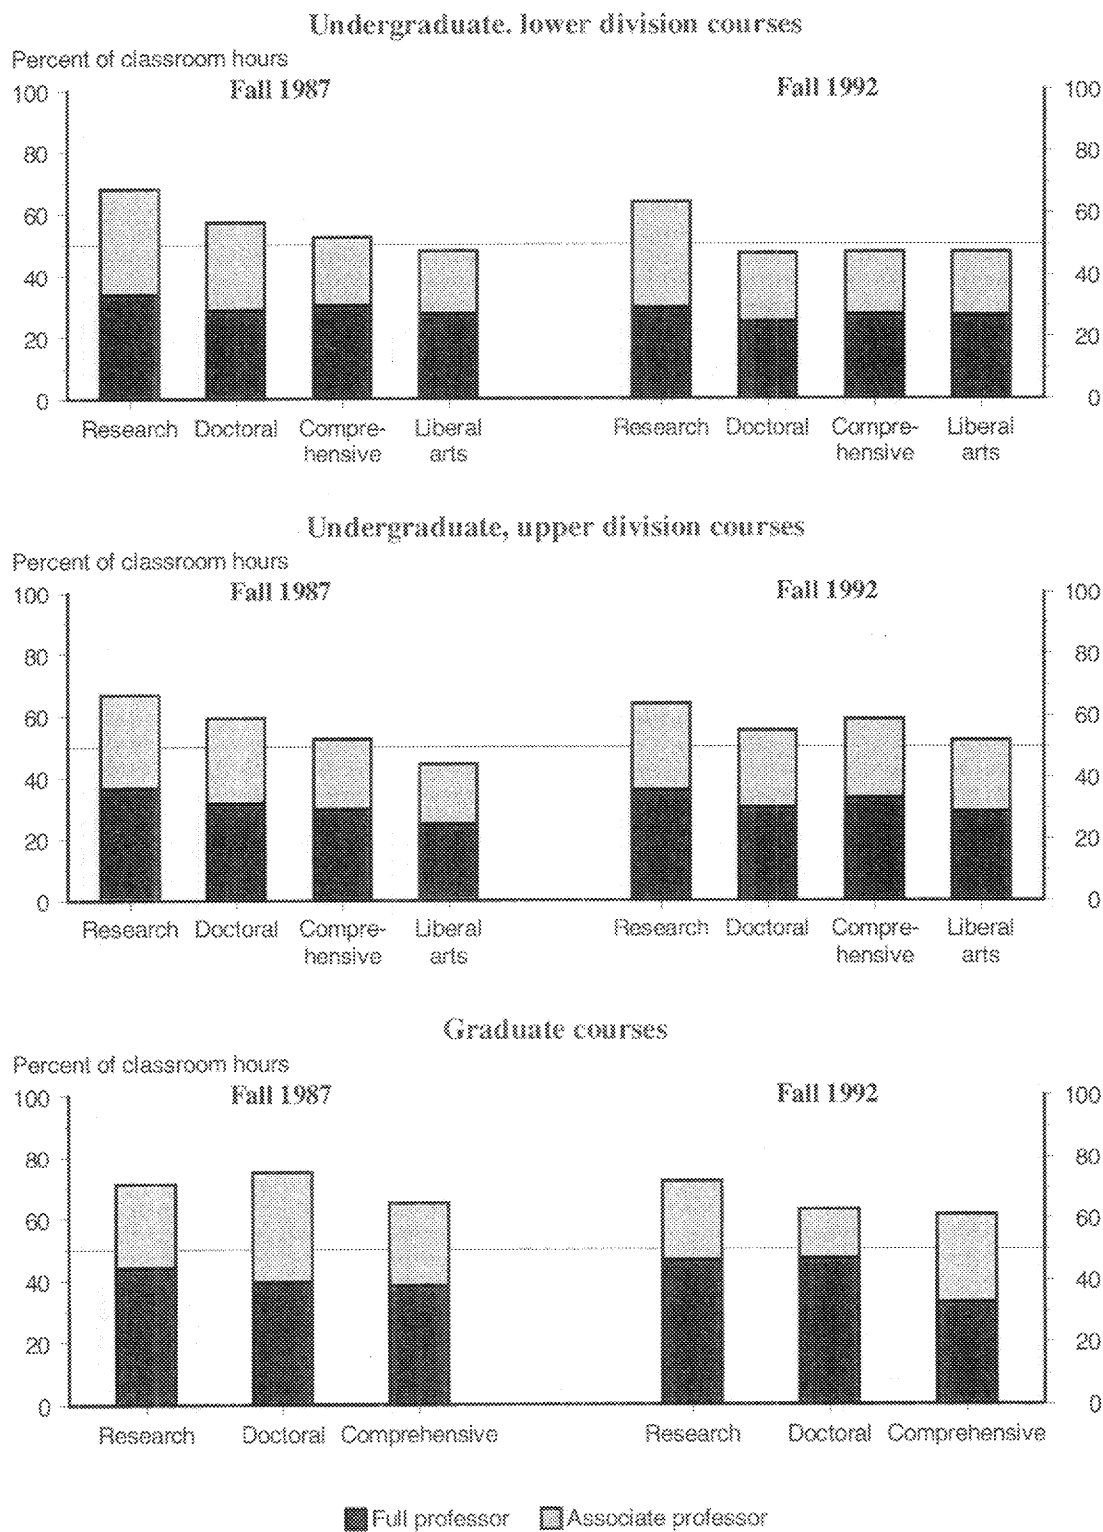 Undergraduate. lower division courses
Percent of classroom hours
Fall 1987 Fall 1992
100 100
80 80
60 60
40 40
20 20
0 0
Research Doctoral Compre- Liberal Research Doctoral Compre- Liberal
hensive arts hensive arts
Undergraduate, upper division courses
Percent of classroom hours
Fall 1987 Fall 1992
100 100
80 80
60 60
40 40
20 20
0 0
Research Doctoral Compre- Liberal Research Doctoral Compre- Liberal
hensive arts hensive arts
Graduate courses
Percent of classroom hours
Fall 1987 Fall 1992
100 100
80 80
60 60
40 40
20 20
0 0
Research Doctoral Comprehensive Research Doctoral Comprehensive
Full professor Associate professor